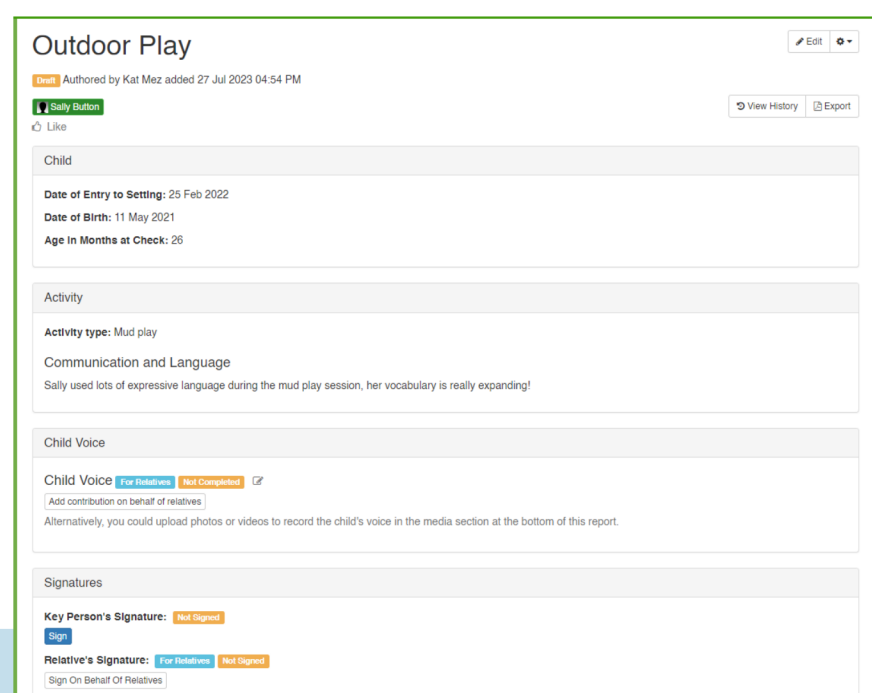 Outdoor Play
Edit
Draft Authored by Kat Mez added 27 Jul 2023 04:54 PM
Sally Button
View History Export
Like
Child
Date of Entry to Setting: 25 Feb 2022
Date of Birth: 11 May 2021
Age in Months at Check: 26
Activity
Activity type: Mud play
Communication and Language
Sally used lots of expressive language during the mud play session, her vocabulary is really expanding!
Child Voice
Child Voice For Relatives Not Completed
Add contribution on behalf of relatives
Alternatively, you could upload photos or videos to record the child's voice in the media section at the bottom of this report.
Signatures
Key Person's Signature: Not Signed
Sign
Relative's Signature: For Relatives Not Signed
Sign On Behalf Of Relatives